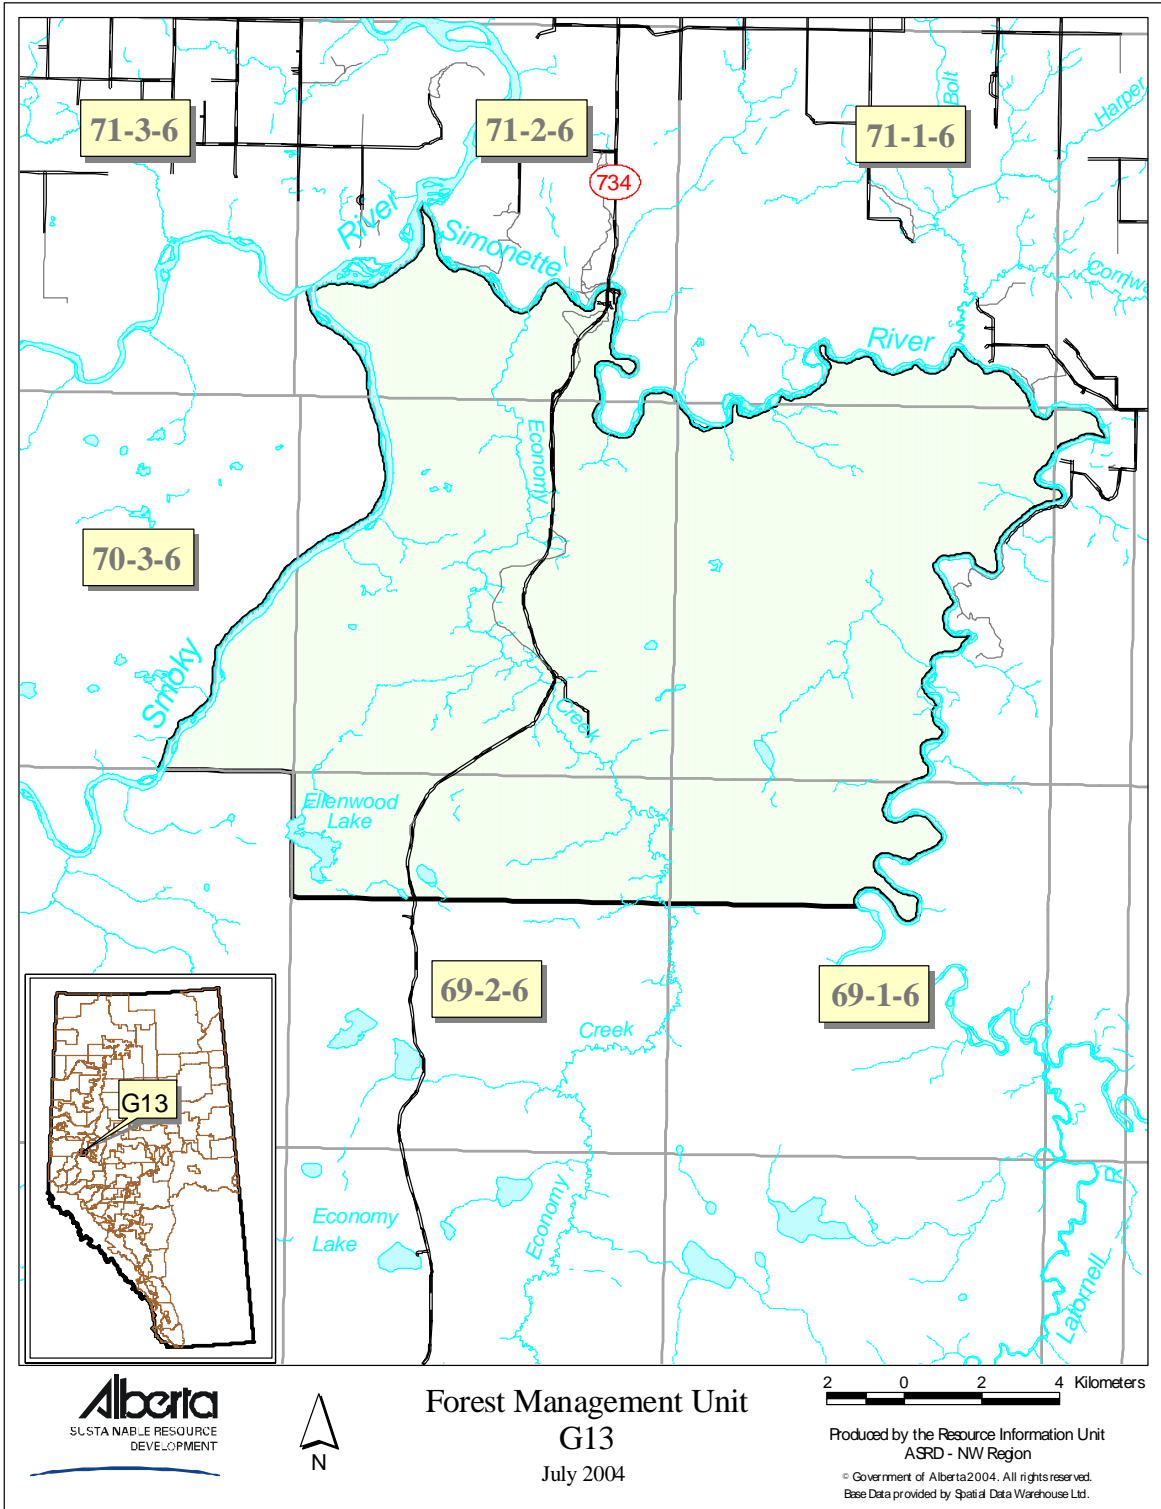 Bolt
Harper
71-3-6
71-2-6
71-1-6
734
River
Simonette
Cornwa
River
Economy
70-3-6
Smoky
Creek
Ellenwood
Lake
69-2-6
69-1-6
Creek
G13
Economy
Lake
Economy
R
Latornell
Alberta
SUSTA NABLE RESOURCE
DEVELOPMENT
N
Forest Management Unit
G13
July 2004
2 0 2 4 Kilometers
Produced by the Resource Information Unit
ASRD - NW Region
© Government of Alberta 2004. All rights reserved.
Base Data provided by Spatial Data Warehouse Ltd.